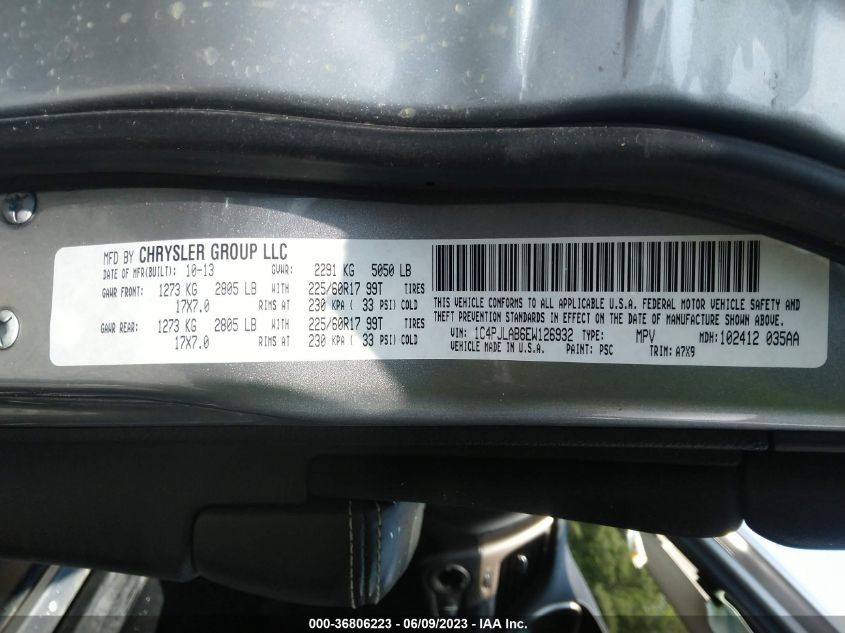 MFD BY CHRYSLER GROUP LLC
DATE OF MFR(BUILT): 10-13 GVWR: 2291 KG 5050 LB
GAWR FRONT: 1273 KG 2805 LB WITH 225/60R17 99T TIRES
17X7.0 RIMS AT 230 KPA ( 33 PSI) COLD
GAWR REAR: 1273 KG 2805 LB WITH 225/60R17 99T TIRES
17X7.0 RIMS AT 230 KPA ( 33 PSI) COLD
THIS VEHICLE CONFORMS TO ALL APPLICABLE U.S.A. FEDERAL MOTOR VEHICLE SAFETY AND
THEFT PREVENTION STANDARDS IN EFFECT ON THE DATE OF MANUFACTURE SHOWN ABOVE.
VIN: 1C4PJLAB6EW126932 TYPE: MPV MDH: 102412 035AA
VEHICLE MADE IN U.S.A. PAINT: PSC TRIM: A7X9
000-36806223 - 06/09/2023 - Copyright © IAA, Inc.